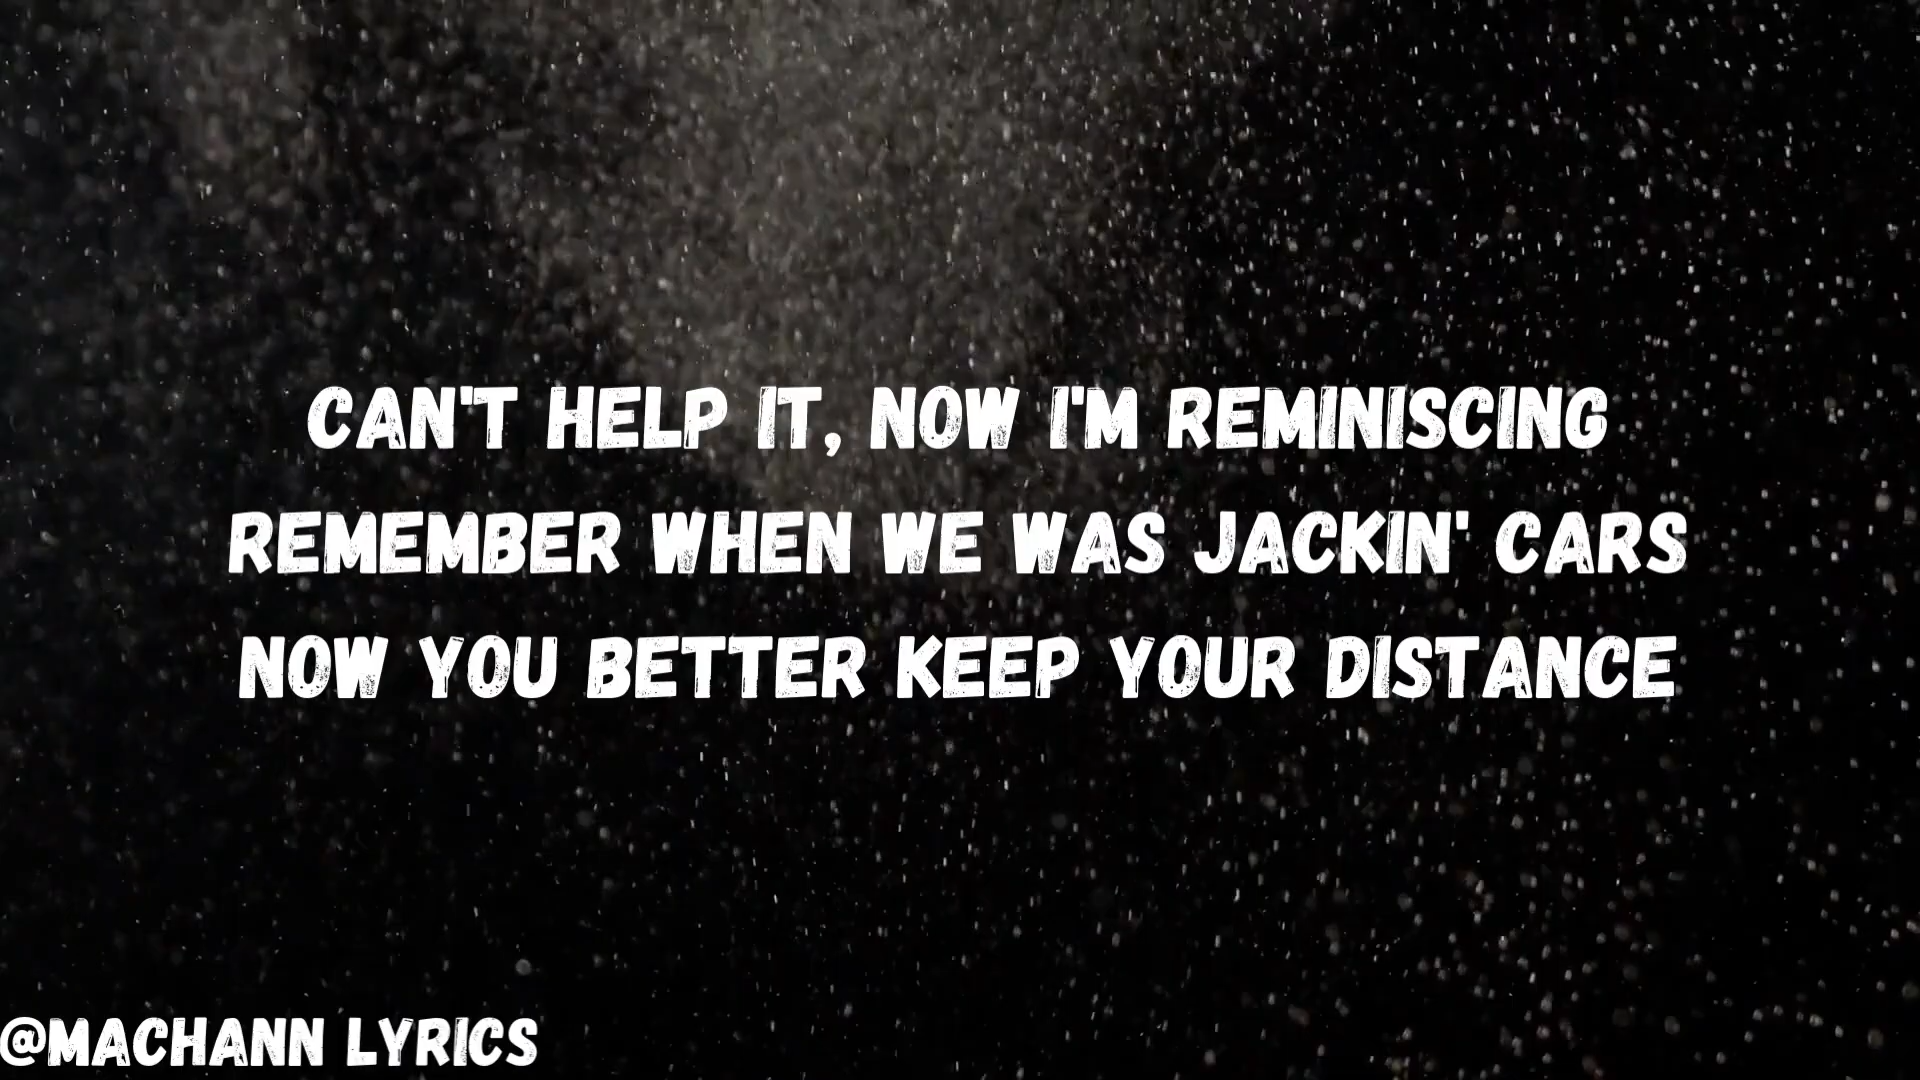 CAN'T HELP IT, NOW I'M REMINISCING
REMEMBER WHEN WE WAS JACKIN' CARS
NOW YOU BETTER KEEP YOUR DISTANCE
@MACHANN LYRICS